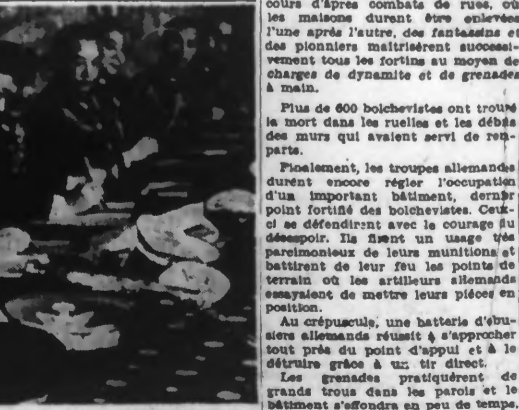 cours d'âpres combats de rues, où
les maisons durent être enlevées
l'une après l'autre, des fantassins et
des pionniers maîtrisèrent successi-
vement tous les fortins au moyen de
charges de dynamite et de grenades
à main.
Plus de 600 bolchevistes ont trouvé
la mort dans les ruelles et les débris
des murs qui avaient servi de rem-
parts.
Finalement, les troupes allemandes
durent encore régler l'occupation
d'un important bâtiment, dernier
point fortifié des bolchevistes. Ceux-
ci se défendirent avec le courage du
désespoir. Ils firent un usage très
parcimonieux de leurs munitions et
battirent de leur feu les points de
terrain où les artilleurs allemands
essayaient de mettre leurs pièces en
position.
Au crépuscule, une batterie d'obu-
siers allemands réussit à s'approcher
tout près du point d'appui et à le
détruire grâce à un tir direct.
Les grenades pratiquèrent de
grands trous dans les parois et le
bâtiment s'effondra en peu de temps,